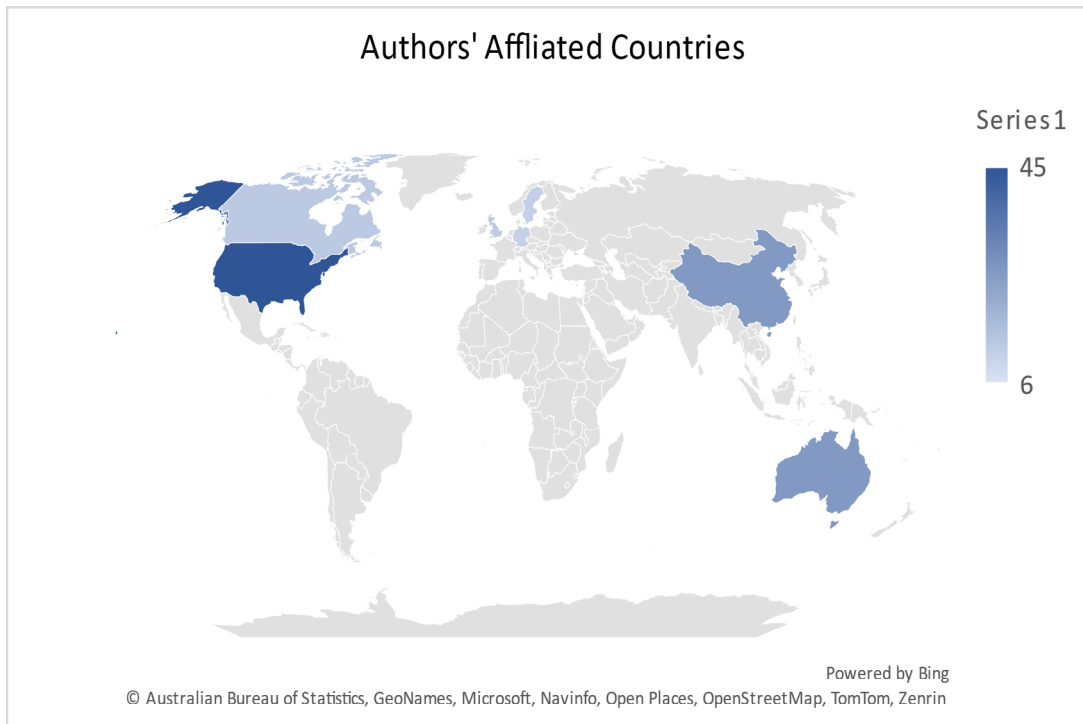 Authors' Affliated Countries
Series1
45
6
Powered by Bing
© Australian Bureau of Statistics, GeoNames, Microsoft, Navinfo, Open Places, OpenStreetMap, TomTom, Zenrin